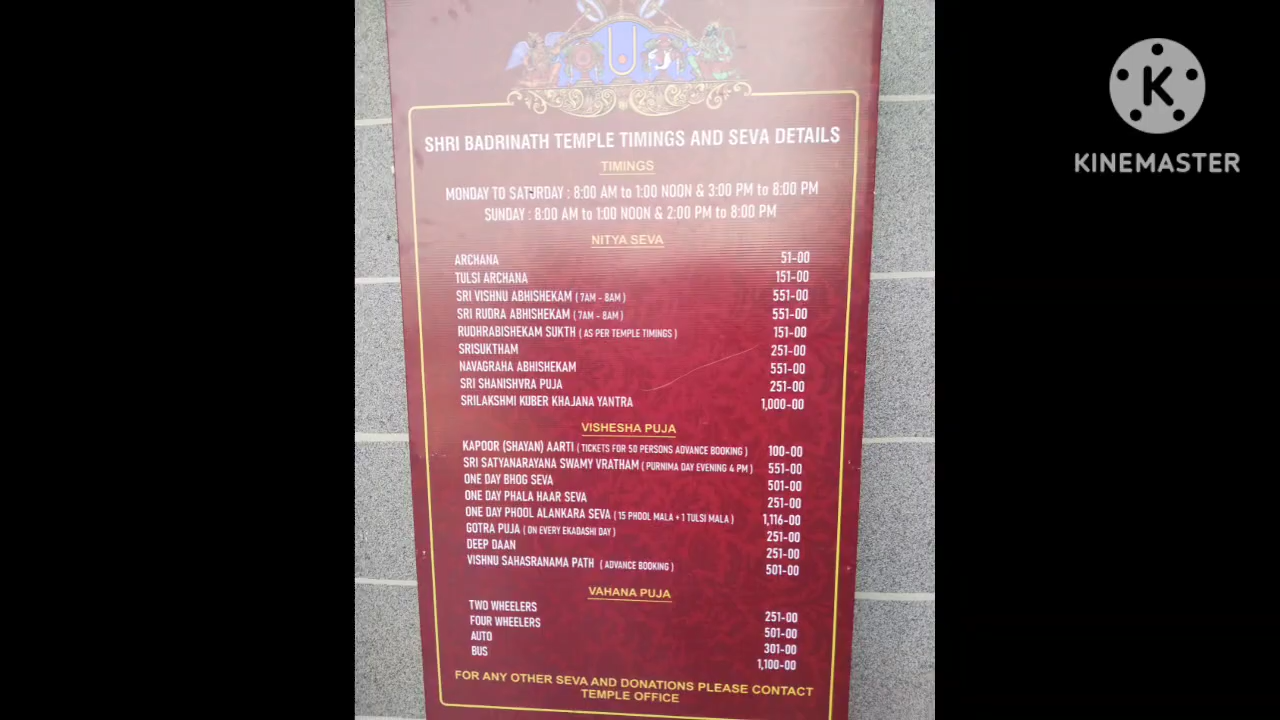 KINEMASTER
SHRI BADRINATH TEMPLE TIMINGS AND SEVA DETAILS
TIMINGS
MONDAY TO SATURDAY : 8:00 AM to 1:00 NOON & 3:00 PM to 8:00 PM
SUNDAY : 8:00 AM to 1:00 NOON & 2:00 PM to 8:00 PM
NITYA SEVA
ARCHANA 51-00
TULSI ARCHANA 151-00
SRI VISHNU ABHISHEKAM ( 7AM - 8AM ) 551-00
SRI RUDRA ABHISHEKAM ( 7AM - 8AM ) 551-00
RUDHRABISHEKAM SUKTH ( AS PER TEMPLE TIMINGS ) 151-00
SRISUKTHAM 251-00
NAVAGRAHA ABHISHEKAM 551-00
SRI SHANISHVRA PUJA 251-00
SRILAKSHMI KUBER KHAJANA YANTRA 1,000-00
VISHESHA PUJA
KAPOOR (SHAYAN) AARTI ( TICKETS FOR 50 PERSONS ADVANCE BOOKING ) 100-00
SRI SATYANARAYANA SWAMY VRATHAM ( PURNIMA DAY EVENING 4 PM ) 551-00
ONE DAY BHOG SEVA 501-00
ONE DAY PHALA HAAR SEVA 251-00
ONE DAY PHOOL ALANKARA SEVA ( 15 PHOOL MALA + 1 TULSI MALA ) 1,116-00
GOTRA PUJA ( ON EVERY EKADASHI DAY ) 251-00
DEEP DAAN 251-00
VISHNU SAHASRANAMA PATH ( ADVANCE BOOKING ) 501-00
VAHANA PUJA
TWO WHEELERS 251-00
FOUR WHEELERS 501-00
AUTO 301-00
BUS 1,100-00
FOR ANY OTHER SEVA AND DONATIONS PLEASE CONTACT
TEMPLE OFFICE